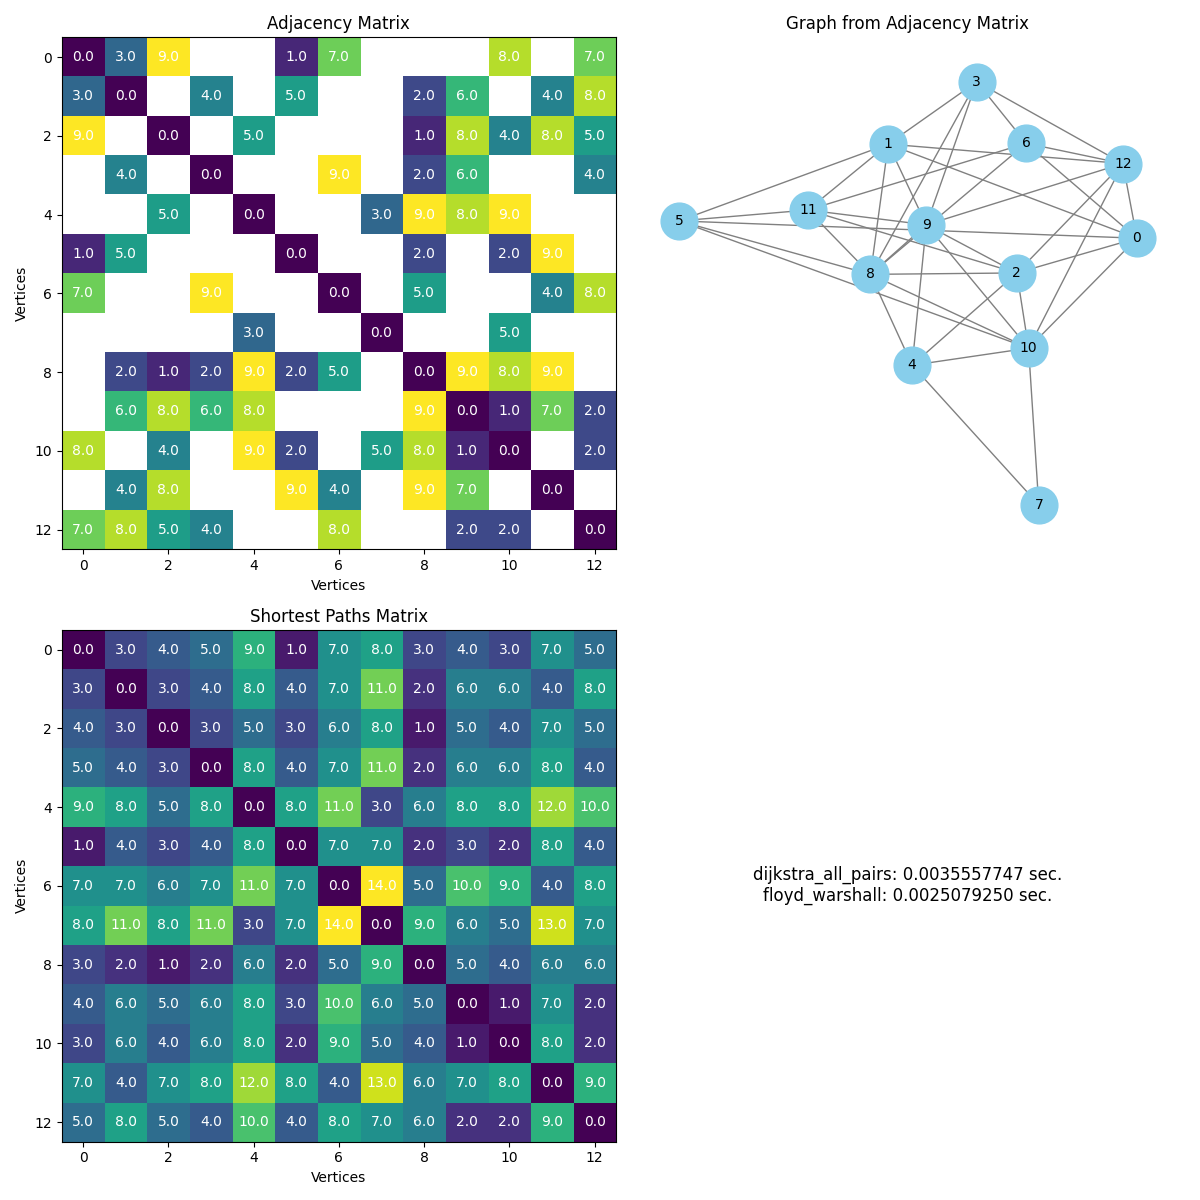 Adjacency Matrix
0 0.0 3.0 9.0 1.0 7.0 8.0 7.0
3.0 0.0 4.0 5.0 2.0 6.0 4.0 8.0
2 9.0 0.0 5.0 1.0 8.0 4.0 8.0 5.0
4.0 0.0 9.0 2.0 6.0 4.0
4 5.0 0.0 3.0 9.0 8.0 9.0
1.0 5.0 0.0 2.0 2.0 9.0
6 7.0 9.0 0.0 5.0 4.0 8.0
3.0 0.0 5.0
8 2.0 1.0 2.0 9.0 2.0 5.0 0.0 9.0 8.0 9.0
6.0 8.0 6.0 8.0 9.0 0.0 1.0 7.0 2.0
10 8.0 4.0 9.0 2.0 5.0 8.0 1.0 0.0 2.0
4.0 8.0 9.0 4.0 9.0 7.0 0.0
12 7.0 8.0 5.0 4.0 8.0 2.0 2.0 0.0
0 2 4 6 8 10 12
Vertices
Vertices
Graph from Adjacency Matrix
3
1
6
12
11
5
9
0
8
2
10
4
7
Shortest Paths Matrix
0 0.0 3.0 4.0 5.0 9.0 1.0 7.0 8.0 3.0 4.0 3.0 7.0 5.0
3.0 0.0 3.0 4.0 8.0 4.0 7.0 11.0 2.0 6.0 6.0 4.0 8.0
2 4.0 3.0 0.0 3.0 5.0 3.0 6.0 8.0 1.0 5.0 4.0 7.0 5.0
5.0 4.0 3.0 0.0 8.0 4.0 7.0 11.0 2.0 6.0 6.0 8.0 4.0
4 9.0 8.0 5.0 8.0 0.0 8.0 11.0 3.0 6.0 8.0 8.0 12.0 10.0
1.0 4.0 3.0 4.0 8.0 0.0 7.0 7.0 2.0 3.0 2.0 8.0 4.0
6 7.0 7.0 6.0 7.0 11.0 7.0 0.0 14.0 5.0 10.0 9.0 4.0 8.0
8.0 11.0 8.0 11.0 3.0 7.0 14.0 0.0 9.0 6.0 5.0 13.0 7.0
8 3.0 2.0 1.0 2.0 6.0 2.0 5.0 9.0 0.0 5.0 4.0 6.0 6.0
4.0 6.0 5.0 6.0 8.0 3.0 10.0 6.0 5.0 0.0 1.0 7.0 2.0
10 3.0 6.0 4.0 6.0 8.0 2.0 9.0 5.0 4.0 1.0 0.0 8.0 2.0
7.0 4.0 7.0 8.0 12.0 8.0 4.0 13.0 6.0 7.0 8.0 0.0 9.0
12 5.0 8.0 5.0 4.0 10.0 4.0 8.0 7.0 6.0 2.0 2.0 9.0 0.0
0 2 4 6 8 10 12
Vertices
Vertices
dijkstra_all_pairs: 0.0035557747 sec.
floyd_warshall: 0.0025079250 sec.